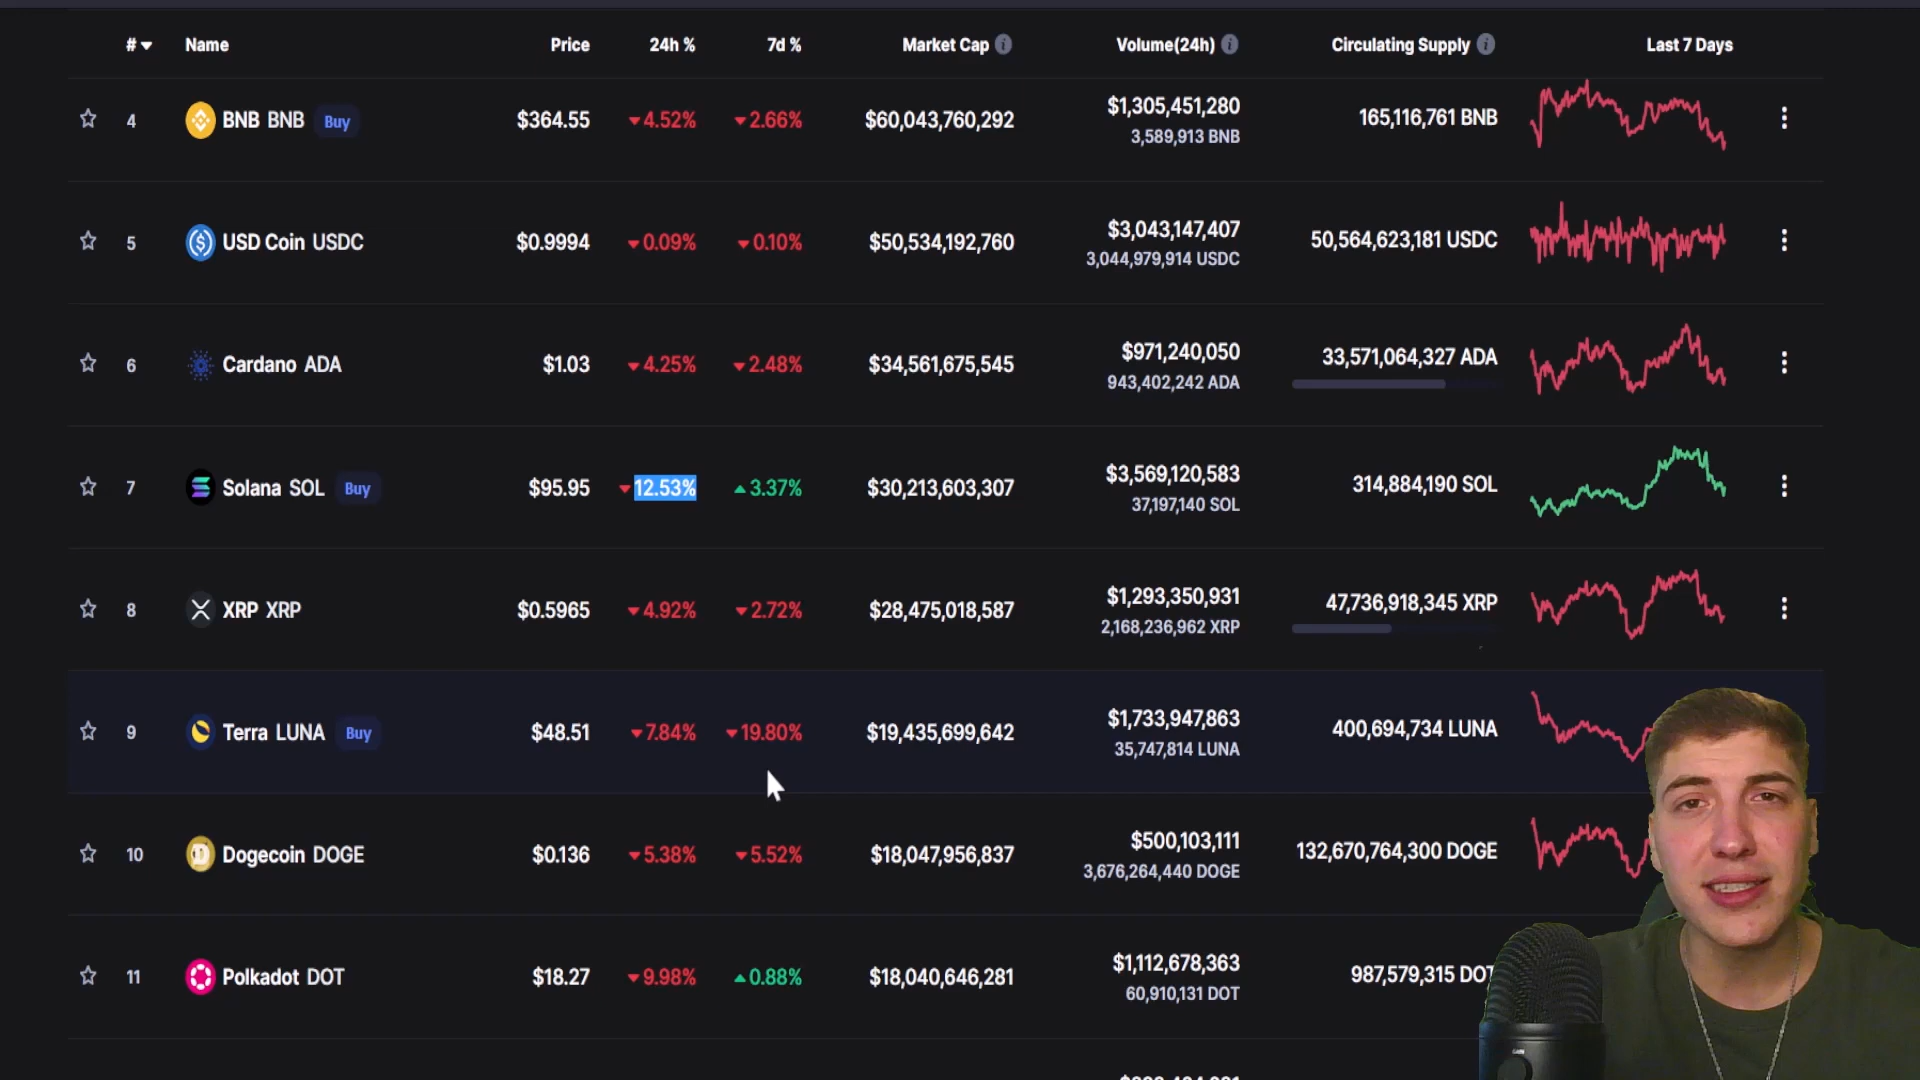 # Name Price 24h % 7d % Market Cap Volume(24h) Circulating Supply Last 7 Days
4 BNB BNB Buy $364.55 4.52% 2.66% $60,043,760,292 $1,305,451,280 165,116,761 BNB
3,589,913 BNB
5 USD Coin USDC $0.9994 0.09% 0.10% $50,534,192,760 $3,043,147,407 50,564,623,181 USDC
3,044,979,914 USDC
6 Cardano ADA $1.03 4.25% 2.48% $34,561,675,545 $971,240,050 33,571,064,327 ADA
943,402,242 ADA
7 Solana SOL Buy $95.95 12.53% 3.37% $30,213,603,307 $3,569,120,583 314,884,190 SOL
37,197,140 SOL
8 XRP XRP $0.5965 4.92% 2.72% $28,475,018,587 $1,293,350,931 47,736,918,345 XRP
2,168,236,962 XRP
9 Terra LUNA Buy $48.51 7.84% 19.80% $19,435,699,642 $1,733,947,863 400,694,734 LUNA
35,747,814 LUNA
10 Dogecoin DOGE $0.136 5.38% 5.52% $18,047,956,837 $500,103,111 132,670,764,300 DOGE
3,676,264,440 DOGE
11 Polkadot DOT $18.27 9.98% 0.88% $18,040,646,281 $1,112,678,363 987,579,315 DOT
60,910,131 DOT